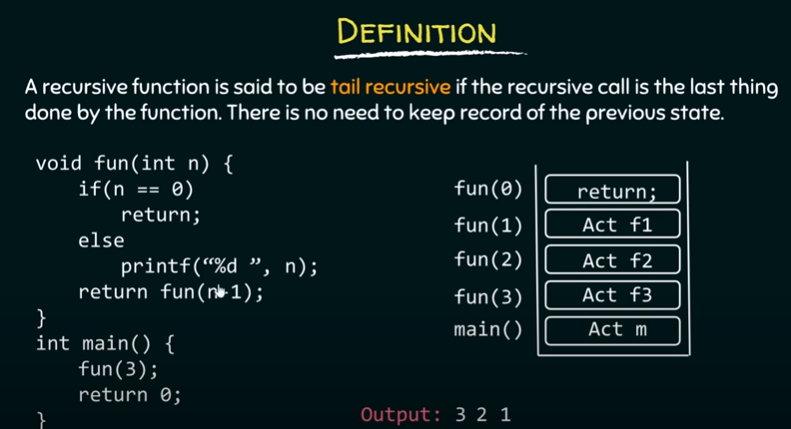 DEFINITION
A recursive function is said to be tail recursive if the recursive call is the last thing
done by the function. There is no need to keep record of the previous state.
void fun(int n) {
if(n == 0)
return;
else
printf(“%d ”, n);
return fun(n-1);
}
int main() {
fun(3);
return 0;
}
fun(0) return;
fun(1) Act f1
fun(2) Act f2
fun(3) Act f3
main() Act m
Output: 3 2 1